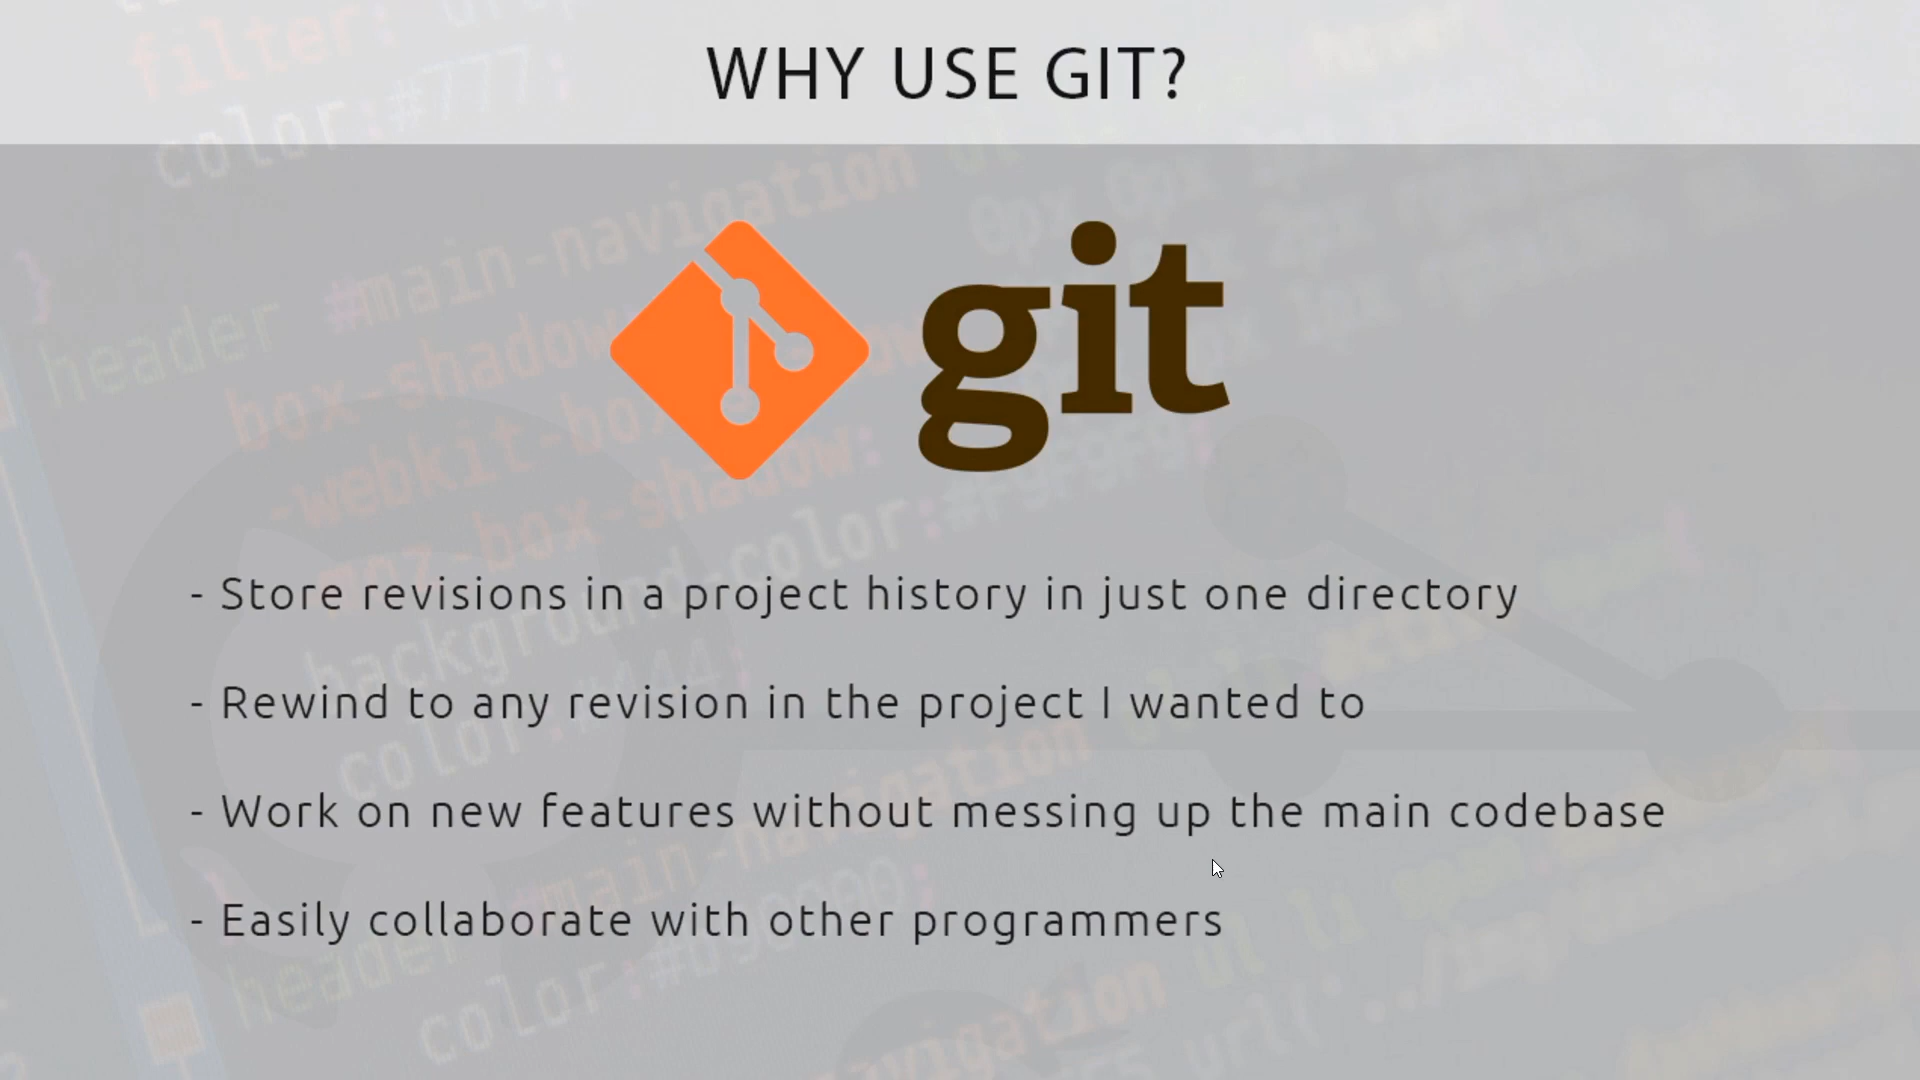 WHY USE GIT?
git
- Store revisions in a project history in just one directory
- Rewind to any revision in the project I wanted to
- Work on new features without messing up the main codebase
- Easily collaborate with other programmers